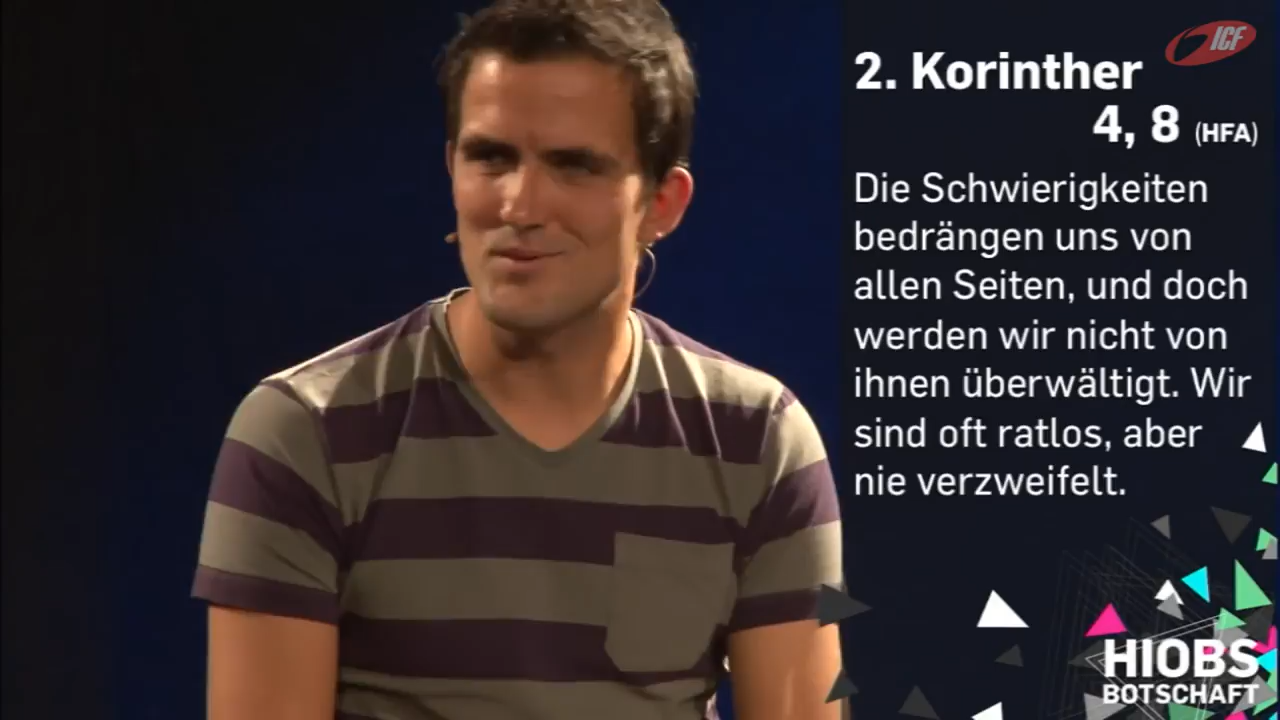 ICF
2. Korinther
4, 8 (HFA)
Die Schwierigkeiten
bedrängen uns von
allen Seiten, und doch
werden wir nicht von
ihnen überwältigt. Wir
sind oft ratlos, aber
nie verzweifelt.
HIOBS
BOTSCHAFT